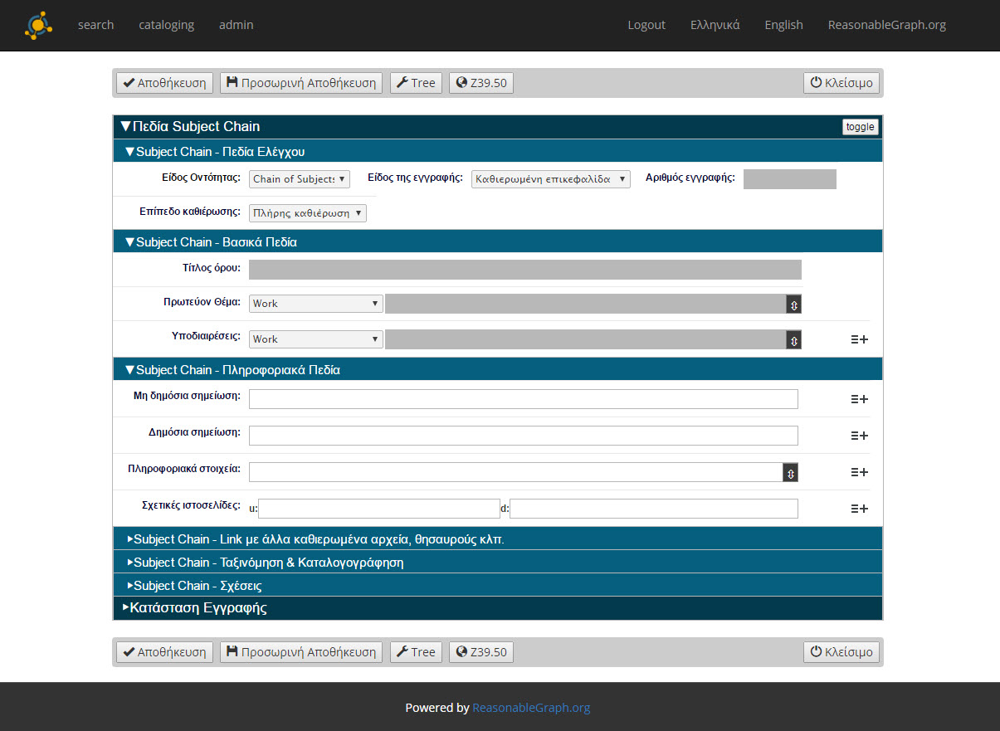 search cataloging admin Logout Ελληνικά English ReasonableGraph.org
Αποθήκευση Προσωρινή Αποθήκευση Tree Z39.50 Κλείσιμο
▼Πεδία Subject Chain toggle
▼Subject Chain - Πεδία Ελέγχου
Είδος Οντότητας: Chain of Subjects Είδος της εγγραφής: Καθιερωμένη επικεφαλίδα Αριθμός εγγραφής:
Επίπεδο καθιέρωσης: Πλήρης καθιέρωση
▼Subject Chain - Βασικά Πεδία
Τίτλος όρου:
Πρωτεύον Θέμα: Work
Υποδιαιρέσεις: Work
▼Subject Chain - Πληροφοριακά Πεδία
Μη δημόσια σημείωση:
Δημόσια σημείωση:
Πληροφοριακά στοιχεία:
Σχετικές ιστοσελίδες: u: d:
▸Subject Chain - Link με άλλα καθιερωμένα αρχεία, θησαυρούς κλπ.
▸Subject Chain - Ταξινόμηση & Καταλογογράφηση
▸Subject Chain - Σχέσεις
▸Κατάσταση Εγγραφής
Αποθήκευση Προσωρινή Αποθήκευση Tree Z39.50 Κλείσιμο
Powered by ReasonableGraph.org